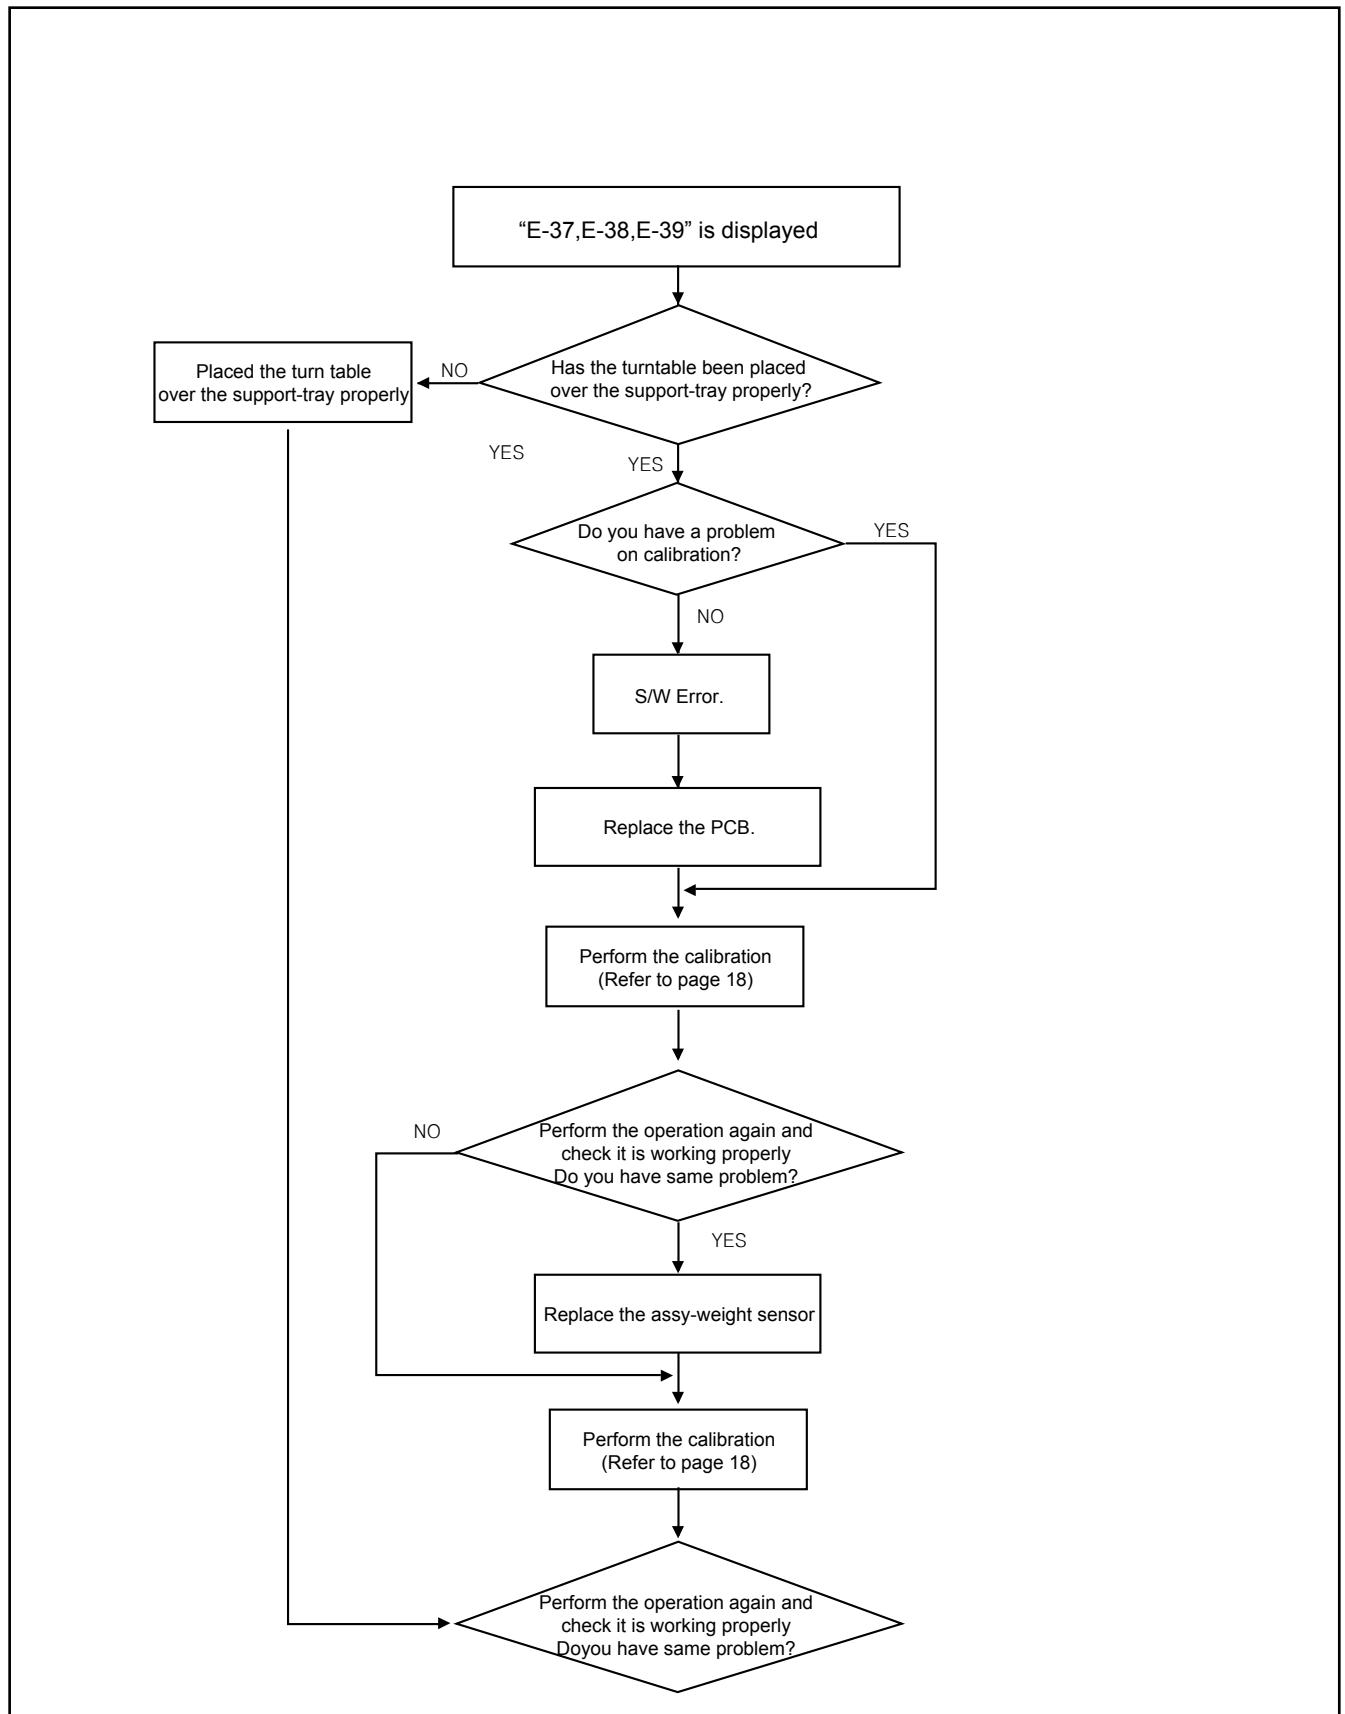 “E-37,E-38,E-39” is displayed
Has the turntable been placed
over the support-tray properly?
NO
Placed the turn table
over the support-tray properly
YES
YES
Do you have a problem
on calibration?
YES
NO
S/W Error.
Replace the PCB.
Perform the calibration
(Refer to page 18)
Perform the operation again and
check it is working properly
Do you have same problem?
NO
YES
Replace the assy-weight sensor
Perform the calibration
(Refer to page 18)
Perform the operation again and
check it is working properly
Doyou have same problem?